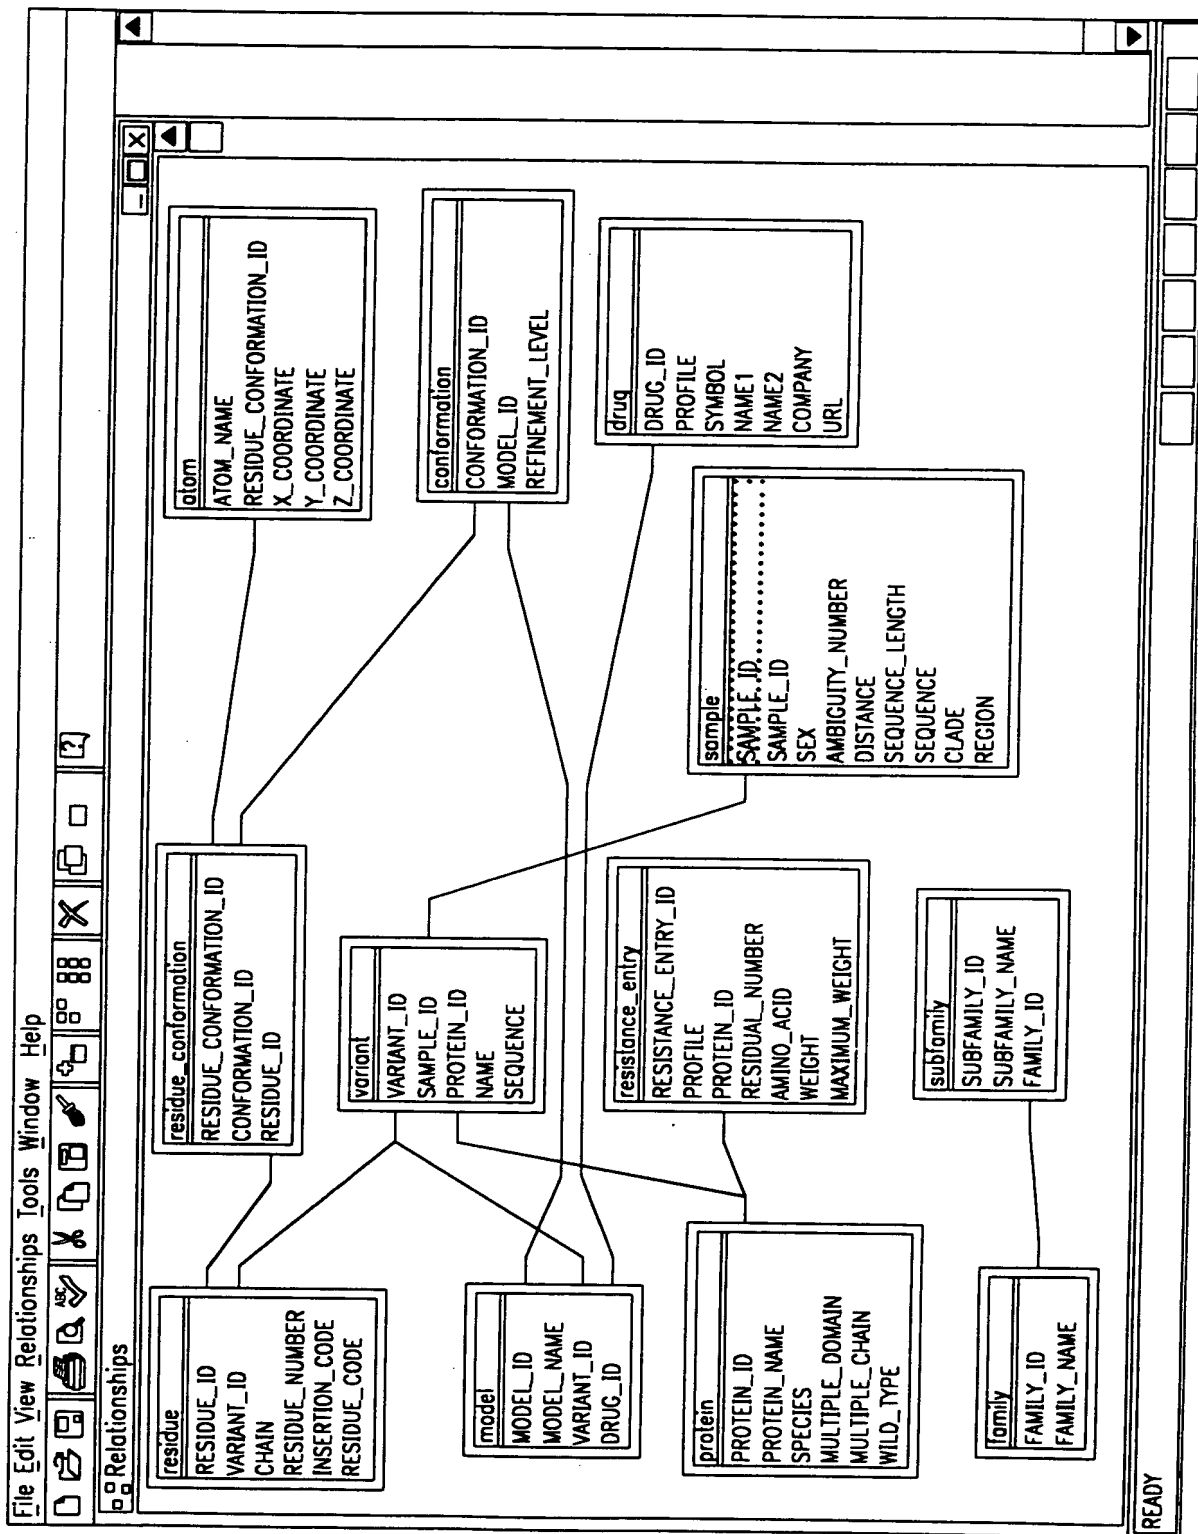 File Edit View Relationships Tools Window Help
ABC
?
Relationships
residue
RESIDUE_ID
VARIANT_ID
CHAIN
RESIDUE_NUMBER
INSERTION_CODE
RESIDUE_CODE
residue_conformation
RESIDUE_CONFORMATION_ID
CONFORMATION_ID
RESIDUE_ID
atom
ATOM_NAME
RESIDUE_CONFORMATION_ID
X_COORDINATE
Y_COORDINATE
Z_COORDINATE
model
MODEL_ID
MODEL_NAME
VARIANT_ID
DRUG_ID
variant
VARIANT_ID
SAMPLE_ID
PROTEIN_ID
NAME
SEQUENCE
conformation
CONFORMATION_ID
MODEL_ID
REFINEMENT_LEVEL
protein
PROTEIN_ID
PROTEIN_NAME
SPECIES
MULTIPLE_DOMAIN
MULTIPLE_CHAIN
WILD_TYPE
resistance_entry
RESISTANCE_ENTRY_ID
PROFILE
PROTEIN_ID
RESIDUAL_NUMBER
AMINO_ACID
WEIGHT
MAXIMUM_WEIGHT
sample
SAMPLE_ID
SAMPLE_ID
SEX
AMBIGUITY_NUMBER
DISTANCE
SEQUENCE_LENGTH
SEQUENCE
CLADE
REGION
drug
DRUG_ID
PROFILE
SYMBOL
NAME1
NAME2
COMPANY
URL
family
FAMILY_ID
FAMILY_NAME
subfamily
SUBFAMILY_ID
SUBFAMILY_NAME
FAMILY_ID
READY